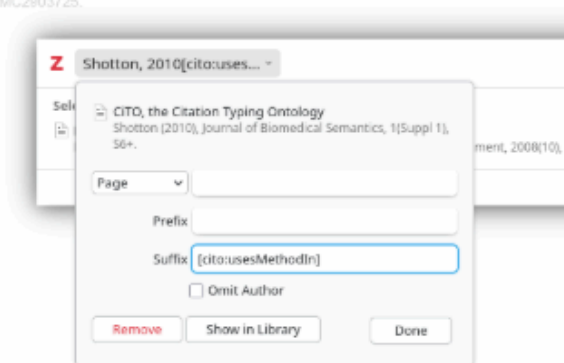 MC2903725.
Z Shotton, 2010[cito:uses...
Sele
CiTO, the Citation Typing Ontology
Shotton (2010), Journal of Biomedical Semantics, 1(Suppl 1),
S6+.
ment, 2008(10),
Page
Prefix
Suffix [cito:usesMethodIn]
Omit Author
Remove Show in Library Done